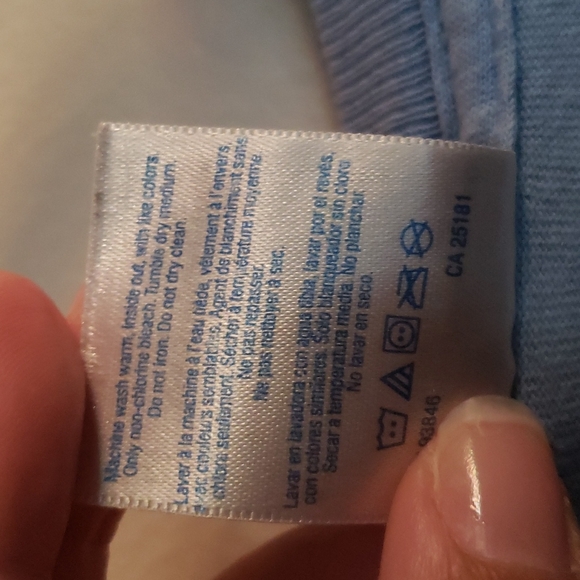 Machine wash warm, inside out, with like colors.
Only non-chlorine bleach. Tumble dry medium.
Do not iron. Do not dry clean.
Laver à la machine à l'eau tiède, vêtement à l'envers,
avec couleurs semblables. Agent de blanchiment sans
chlore seulement. Sécher à température moyenne.
Ne pas repasser.
Ne pas nettoyer à sec.
Lavar en lavadora con agua tibia, lavar por el reves,
con colores similares. Solo blanqueador sin cloro
Secar a temperatura media. No planchar
No lavar en seco.
93846
CA 25181